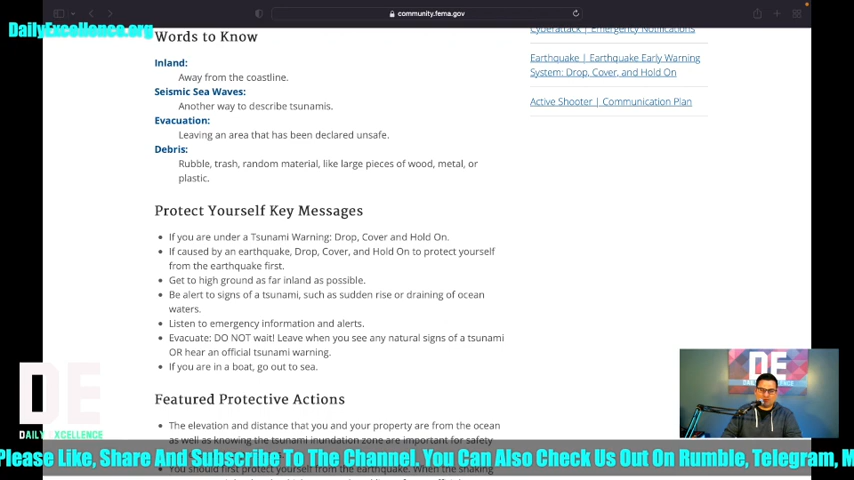 community.fema.gov
DailyExcellence.org
Words to Know
Inland:
Away from the coastline.
Seismic Sea Waves:
Another way to describe tsunamis.
Evacuation:
Leaving an area that has been declared unsafe.
Debris:
Rubble, trash, random material, like large pieces of wood, metal, or
plastic.
Protect Yourself Key Messages
• If you are under a Tsunami Warning: Drop, Cover and Hold On.
• If caused by an earthquake, Drop, Cover, and Hold On to protect yourself
from the earthquake first.
• Get to high ground as far inland as possible.
• Be alert to signs of a tsunami, such as sudden rise or draining of ocean
waters.
• Listen to emergency information and alerts.
• Evacuate: DO NOT wait! Leave when you see any natural signs of a tsunami
OR hear an official tsunami warning.
• If you are in a boat, go out to sea.
Featured Protective Actions
• The elevation and distance that you and your property are from the ocean
as well as knowing the tsunami inundation zone are important for safety
• You should first protect yourself from the earthquake. When the shaking
Cyberattack | Emergency Notifications
Earthquake | Earthquake Early Warning
System: Drop, Cover, and Hold On
Active Shooter | Communication Plan
DE
DAILY EXCELLENCE
DE
DAILY EXCELLENCE
Please Like, Share And Subscribe To The Channel. You Can Also Check Us Out On Rumble, Telegram, M